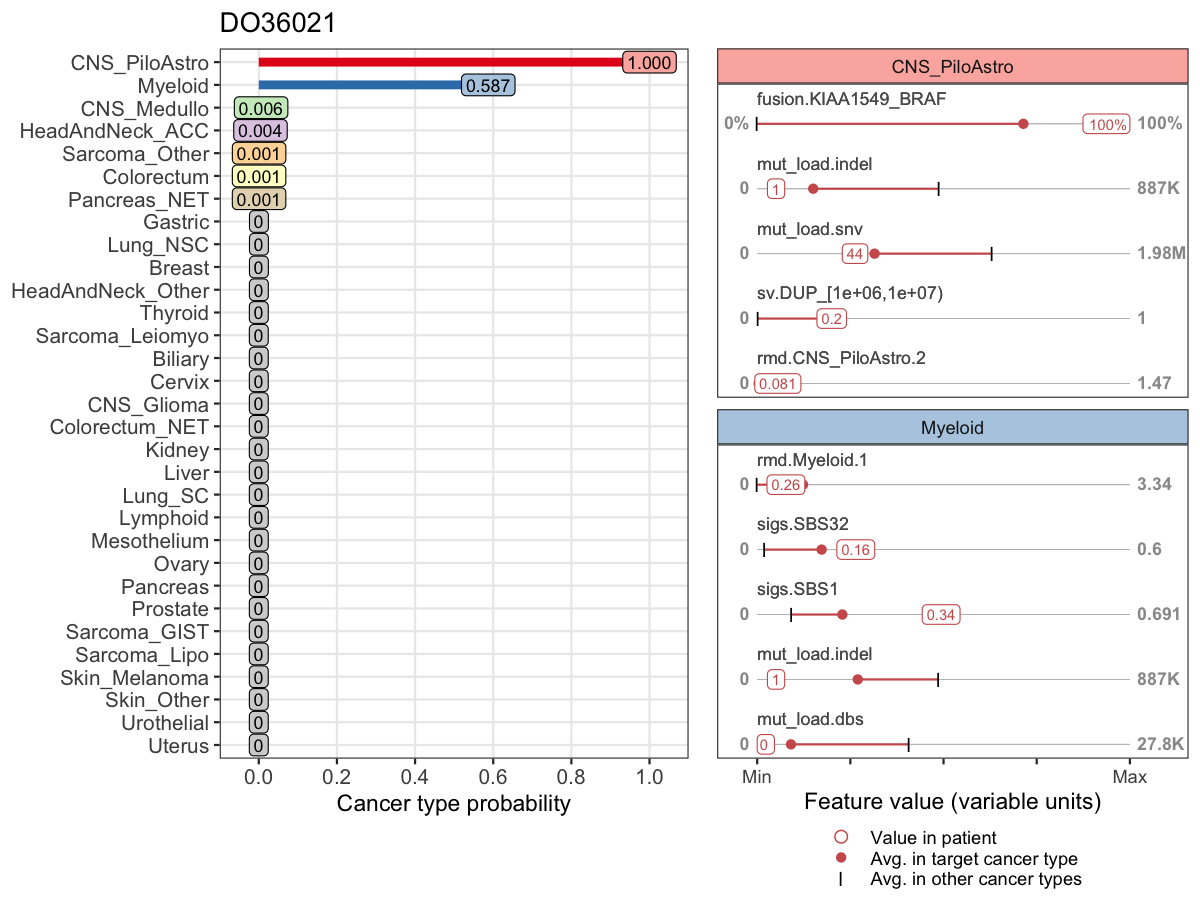 DO36021
CNS_PiloAstro 1.000
Myeloid 0.587
CNS_Medullo 0.006
HeadAndNeck_ACC 0.004
Sarcoma_Other 0.001
Colorectum 0.001
Pancreas_NET 0.001
Gastric 0
Lung_NSC 0
Breast 0
HeadAndNeck_Other 0
Thyroid 0
Sarcoma_Leiomyo 0
Biliary 0
Cervix 0
CNS_Glioma 0
Colorectum_NET 0
Kidney 0
Liver 0
Lung_SC 0
Lymphoid 0
Mesothelium 0
Ovary 0
Pancreas 0
Prostate 0
Sarcoma_GIST 0
Sarcoma_Lipo 0
Skin_Melanoma 0
Skin_Other 0
Urothelial 0
Uterus 0
0.0 0.2 0.4 0.6 0.8 1.0
Cancer type probability
CNS_PiloAstro
fusion.KIAA1549_BRAF
0% 100% 100%
mut_load.indel
0 1 887K
mut_load.snv
0 44 1.98M
sv.DUP_[1e+06,1e+07)
0 0.2 1
rmd.CNS_PiloAstro.2
0 0.081 1.47
Myeloid
rmd.Myeloid.1
0 0.26 3.34
sigs.SBS32
0 0.16 0.6
sigs.SBS1
0 0.34 0.691
mut_load.indel
0 1 887K
mut_load.dbs
0 0 27.8K
Min Max
Feature value (variable units)
Value in patient
Avg. in target cancer type
Avg. in other cancer types